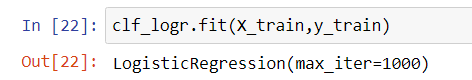 In [22]: clf_logr.fit(X_train,y_train)
Out[22]: LogisticRegression(max_iter=1000)